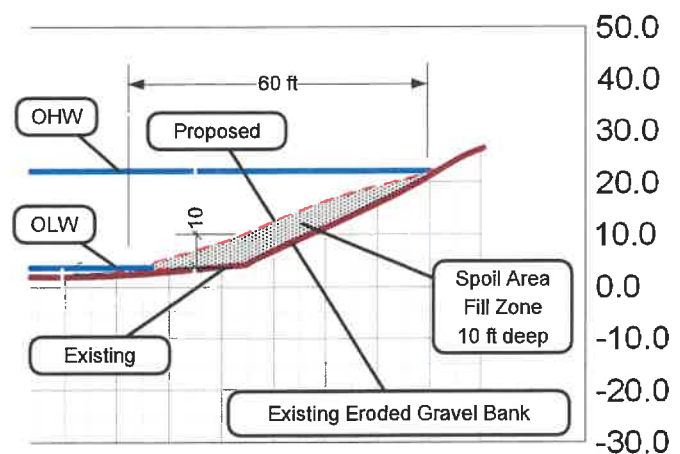 60 ft
OHW
Proposed
OLW
10
Existing
Spoil Area
Fill Zone
10 ft deep
Existing Eroded Gravel Bank
50.0
40.0
30.0
20.0
10.0
0.0
-10.0
-20.0
-30.0